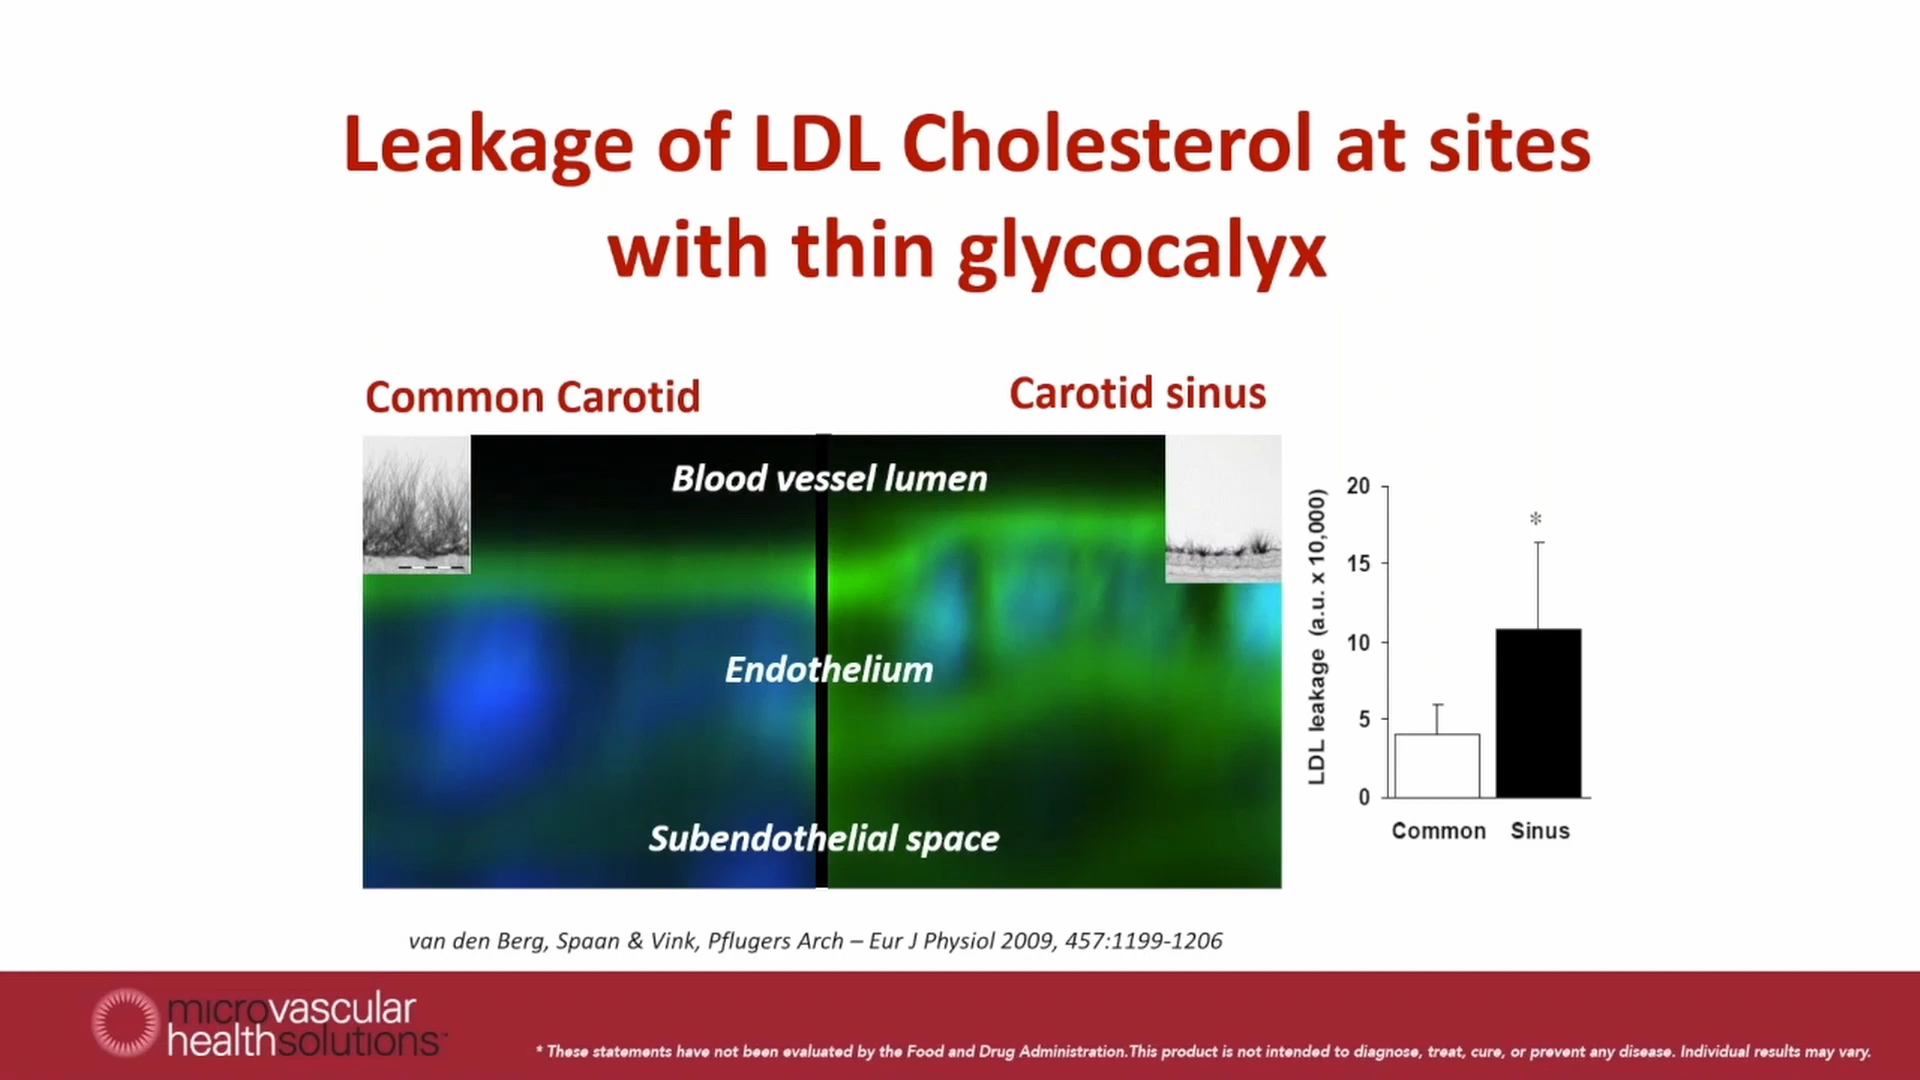 Leakage of LDL Cholesterol at sites
with thin glycocalyx
Common Carotid
Carotid sinus
Blood vessel lumen
Endothelium
Subendothelial space
LDL leakage (a.u. x 10,000)
20
15
10
5
0
*
Common Sinus
van den Berg, Spaan & Vink, Pflugers Arch – Eur J Physiol 2009, 457:1199-1206
microvascular
healthsolutions™
* These statements have not been evaluated by the Food and Drug Administration.This product is not intended to diagnose, treat, cure, or prevent any disease. Individual results may vary.